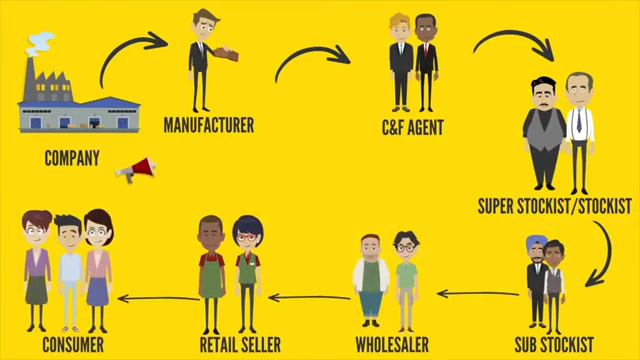 COMPANY
MANUFACTURER
C&F AGENT
SUPER STOCKIST/STOCKIST
SUB STOCKIST
WHOLESALER
RETAIL SELLER
CONSUMER